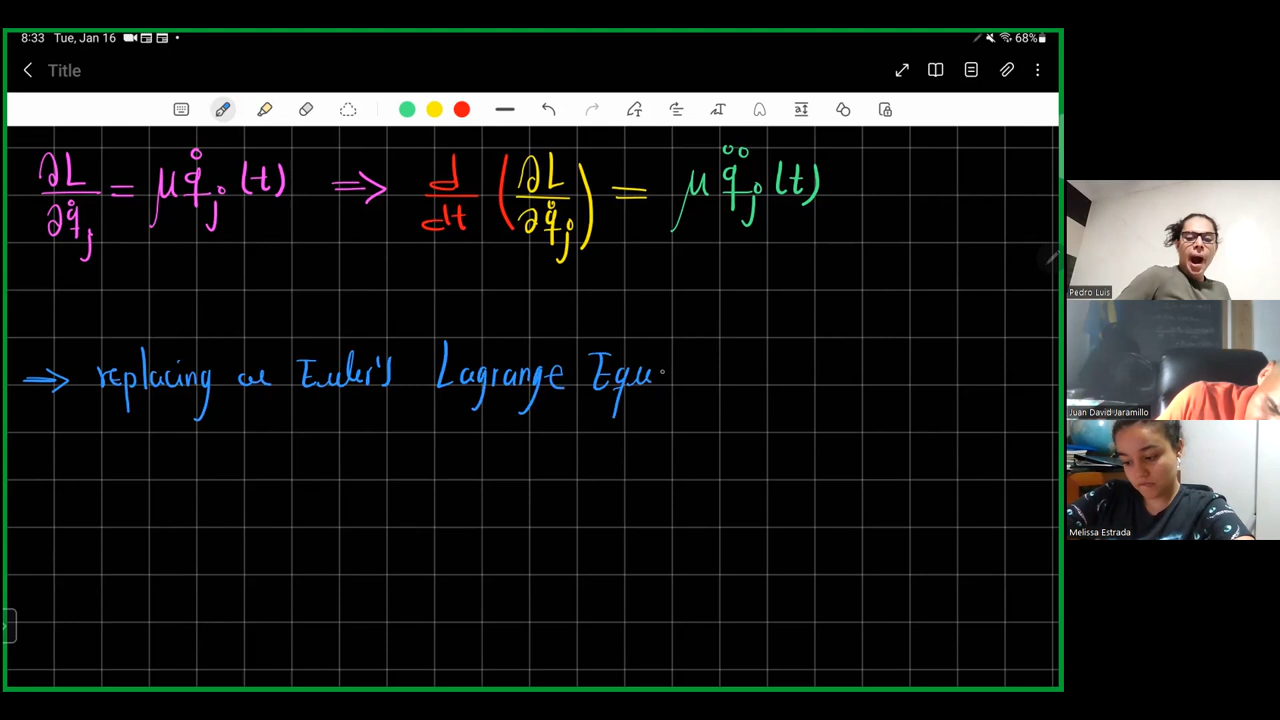 8:33 Tue, Jan 16 68%
Title
∂L/∂q̇ⱼ = μ q̇ⱼ (t) ⇒ d/dt (∂L/∂q̇ⱼ) = μ q̈ⱼ (t)
⇒ replacing Euler's Lagrange Equ
Pedro Luis
Juan David Jaramillo
Melissa Estrada